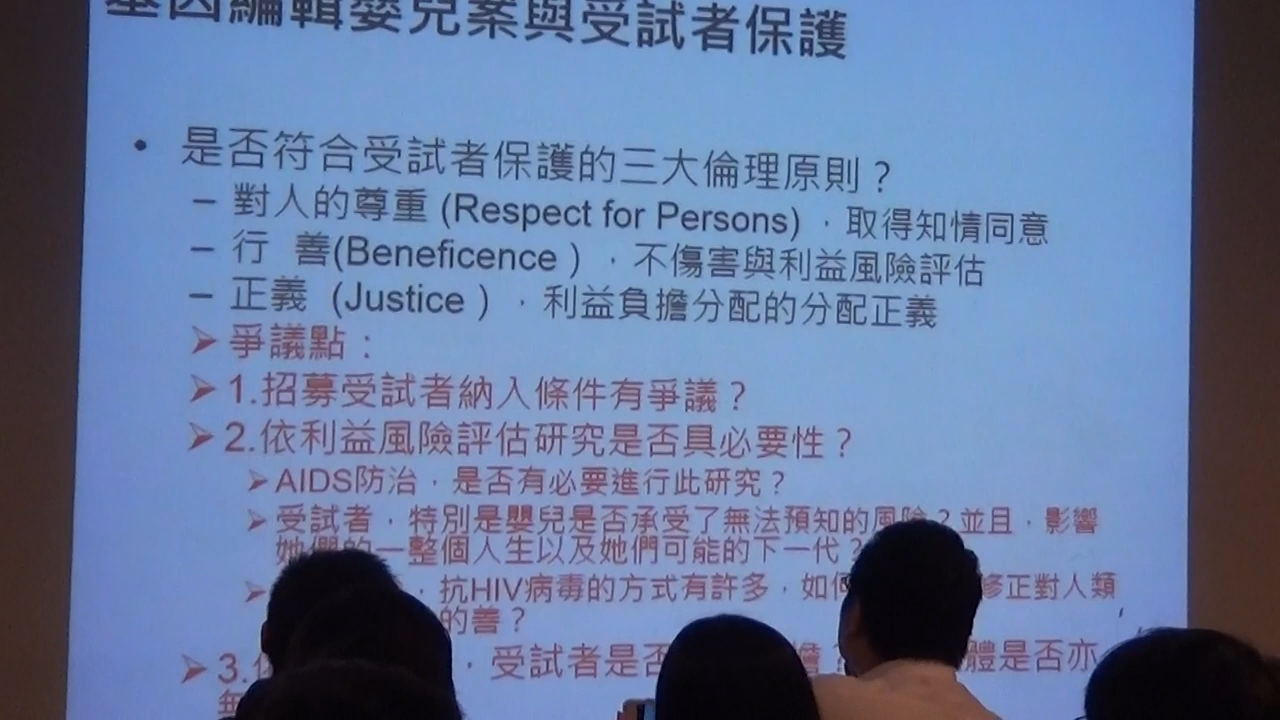 基因編輯嬰兒案與受試者保護
• 是否符合受試者保護的三大倫理原則？
– 對人的尊重 (Respect for Persons)，取得知情同意
– 行 善(Beneficence )，不傷害與利益風險評估
– 正義 (Justice )，利益負擔分配的分配正義
➢ 爭議點：
➢ 1.招募受試者納入條件有爭議？
➢ 2.依利益風險評估研究是否具必要性？
➢ AIDS防治，是否有必要進行此研究？
➢ 受試者，特別是嬰兒是否承受了無法預知的風險？並且，影響
她們的一整個人生以及她們可能的下一代？
➢ ，抗HIV病毒的方式有許多，如 修正對人類
的善？
➢ 3. ，受試者是否 ？ 體是否亦